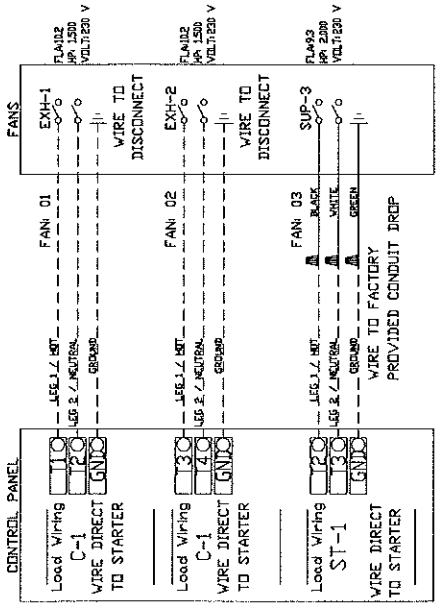 CONTROL PANEL
FANS
Load Wiring
C-1
WIRE DIRECT
TO STARTER
T1
T2
GND
LEG 1 / HOT
LEG 2 / NEUTRAL
GROUND
FAN: 01
EXH-1
WIRE TO
DISCONNECT
FLA:10.2
HP: 1.500
VOLT: 230 V
Load Wiring
C-1
WIRE DIRECT
TO STARTER
T3
T4
GND
LEG 1 / HOT
LEG 2 / NEUTRAL
GROUND
FAN: 02
EXH-2
WIRE TO
DISCONNECT
FLA:10.2
HP: 1.500
VOLT: 230 V
Load Wiring
ST-1
WIRE DIRECT
TO STARTER
T2
T3
GND
LEG 1 / HOT
LEG 2 / NEUTRAL
GROUND
WIRE TO FACTORY
PROVIDED CONDUIT DROP
FAN: 03
BLACK
WHITE
GREEN
SUP-3
FLA:9.3
HP: 2.000
VOLT: 230 V